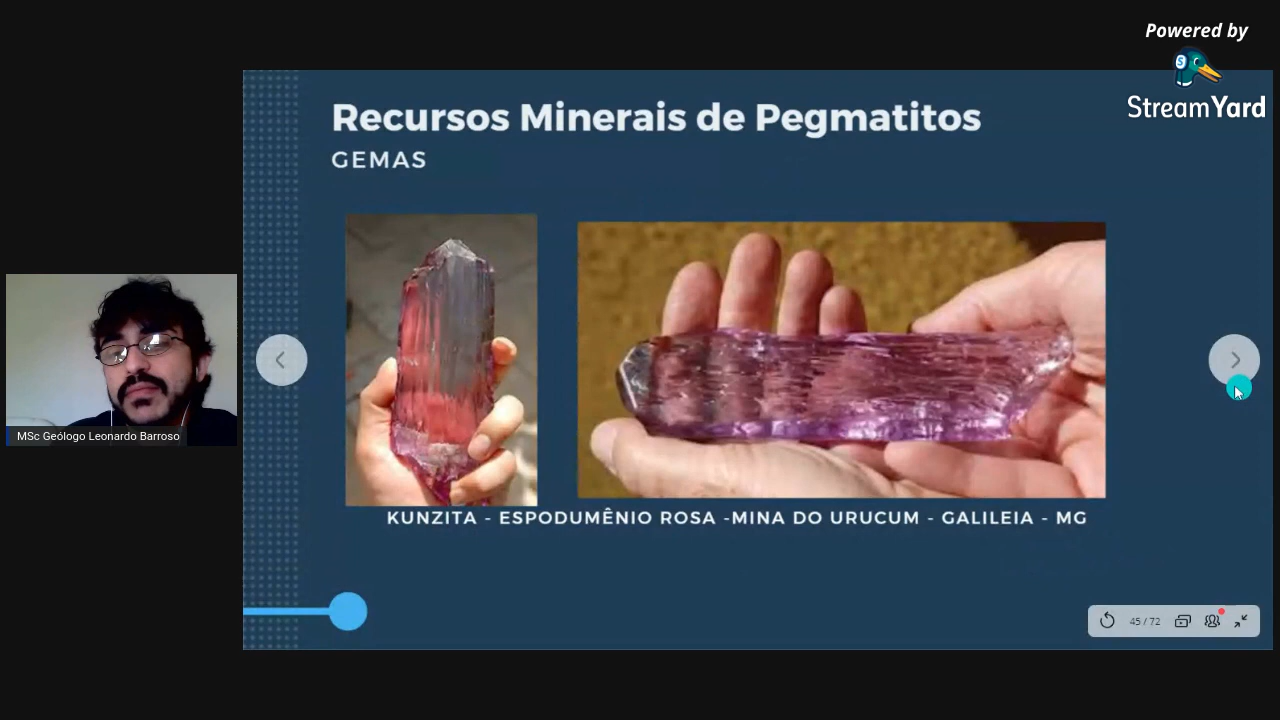 Powered by
StreamYard
Recursos Minerais de Pegmatitos
GEMAS
MSc Geólogo Leonardo Barroso
KUNZITA - ESPODUMÊNIO ROSA -MINA DO URUCUM - GALILEIA - MG
45 / 72